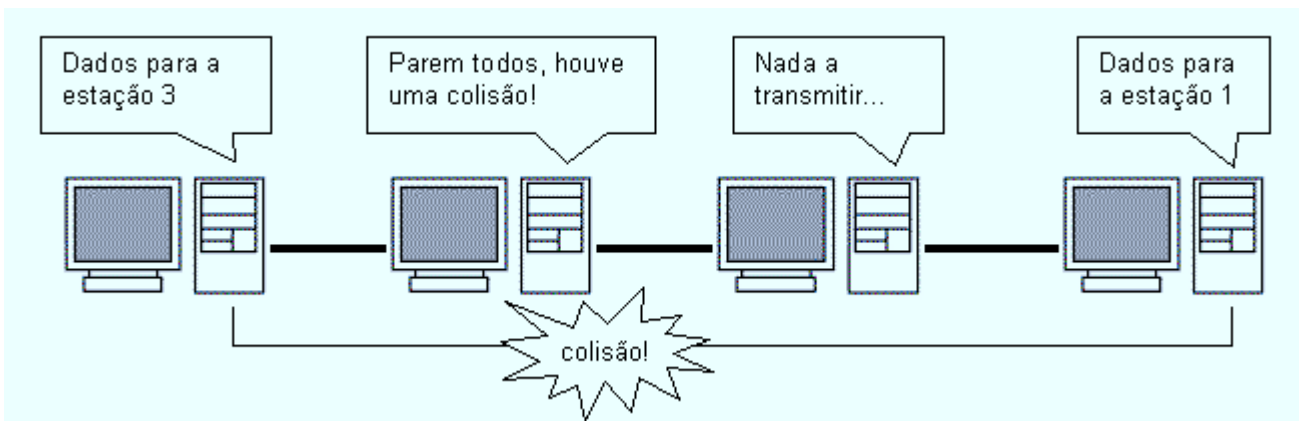 Dados para a
estação 3
Parem todos, houve
uma colisão!
Nada a
transmitir...
Dados para
a estação 1
colisão!